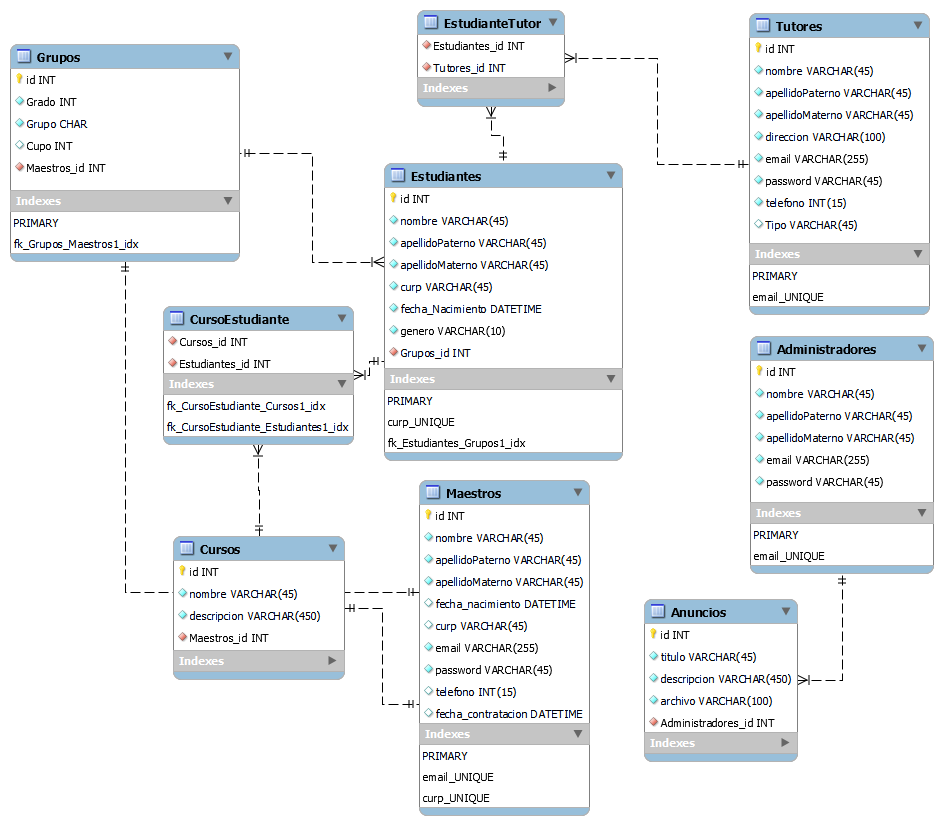 EstudianteTutor
Estudiantes_id INT
Tutores_id INT
Indexes
Tutores
id INT
nombre VARCHAR(45)
apellidoPaterno VARCHAR(45)
apellidoMaterno VARCHAR(45)
direccion VARCHAR(100)
email VARCHAR(255)
password VARCHAR(45)
telefono INT(15)
Tipo VARCHAR(45)
Indexes
PRIMARY
email_UNIQUE
Grupos
id INT
Grado INT
Grupo CHAR
Cupo INT
Maestros_id INT
Indexes
PRIMARY
fk_Grupos_Maestros1_idx
Estudiantes
id INT
nombre VARCHAR(45)
apellidoPaterno VARCHAR(45)
apellidoMaterno VARCHAR(45)
curp VARCHAR(45)
fecha_Nacimiento DATETIME
genero VARCHAR(10)
Grupos_id INT
Indexes
PRIMARY
curp_UNIQUE
fk_Estudiantes_Grupos1_idx
CursoEstudiante
Cursos_id INT
Estudiantes_id INT
Indexes
fk_CursoEstudiante_Cursos1_idx
fk_CursoEstudiante_Estudiantes1_idx
Administradores
id INT
nombre VARCHAR(45)
apellidoPaterno VARCHAR(45)
apellidoMaterno VARCHAR(45)
email VARCHAR(255)
password VARCHAR(45)
Indexes
PRIMARY
email_UNIQUE
Maestros
id INT
nombre VARCHAR(45)
apellidoPaterno VARCHAR(45)
apellidoMaterno VARCHAR(45)
fecha_nacimiento DATETIME
curp VARCHAR(45)
email VARCHAR(255)
password VARCHAR(45)
telefono INT(15)
fecha_contratacion DATETIME
Indexes
PRIMARY
email_UNIQUE
curp_UNIQUE
Cursos
id INT
nombre VARCHAR(45)
descripcion VARCHAR(450)
Maestros_id INT
Indexes
Anuncios
id INT
titulo VARCHAR(45)
descripcion VARCHAR(450)
archivo VARCHAR(100)
Administradores_id INT
Indexes